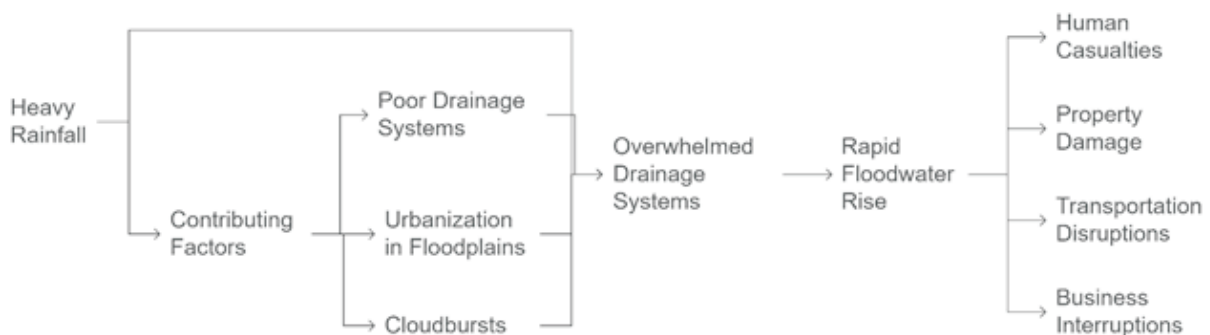 Heavy
Rainfall
Contributing
Factors
Poor Drainage
Systems
Urbanization
in Floodplains
Cloudbursts
Overwhelmed
Drainage
Systems
Rapid
Floodwater
Rise
Human
Casualties
Property
Damage
Transportation
Disruptions
Business
Interruptions